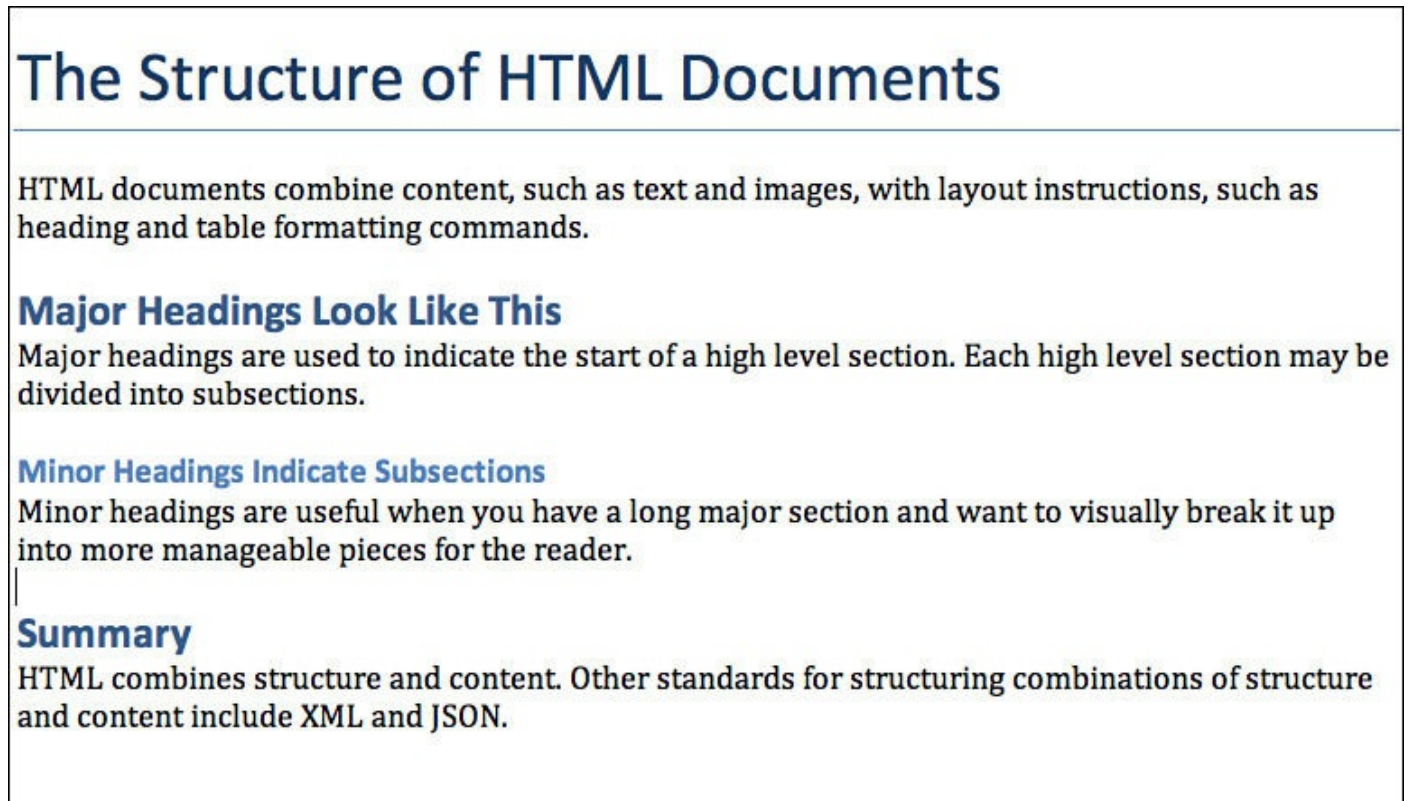 The Structure of HTML Documents
HTML documents combine content, such as text and images, with layout instructions, such as
heading and table formatting commands.
Major Headings Look Like This
Major headings are used to indicate the start of a high level section. Each high level section may be
divided into subsections.
Minor Headings Indicate Subsections
Minor headings are useful when you have a long major section and want to visually break it up
into more manageable pieces for the reader.
Summary
HTML combines structure and content. Other standards for structuring combinations of structure
and content include XML and JSON.